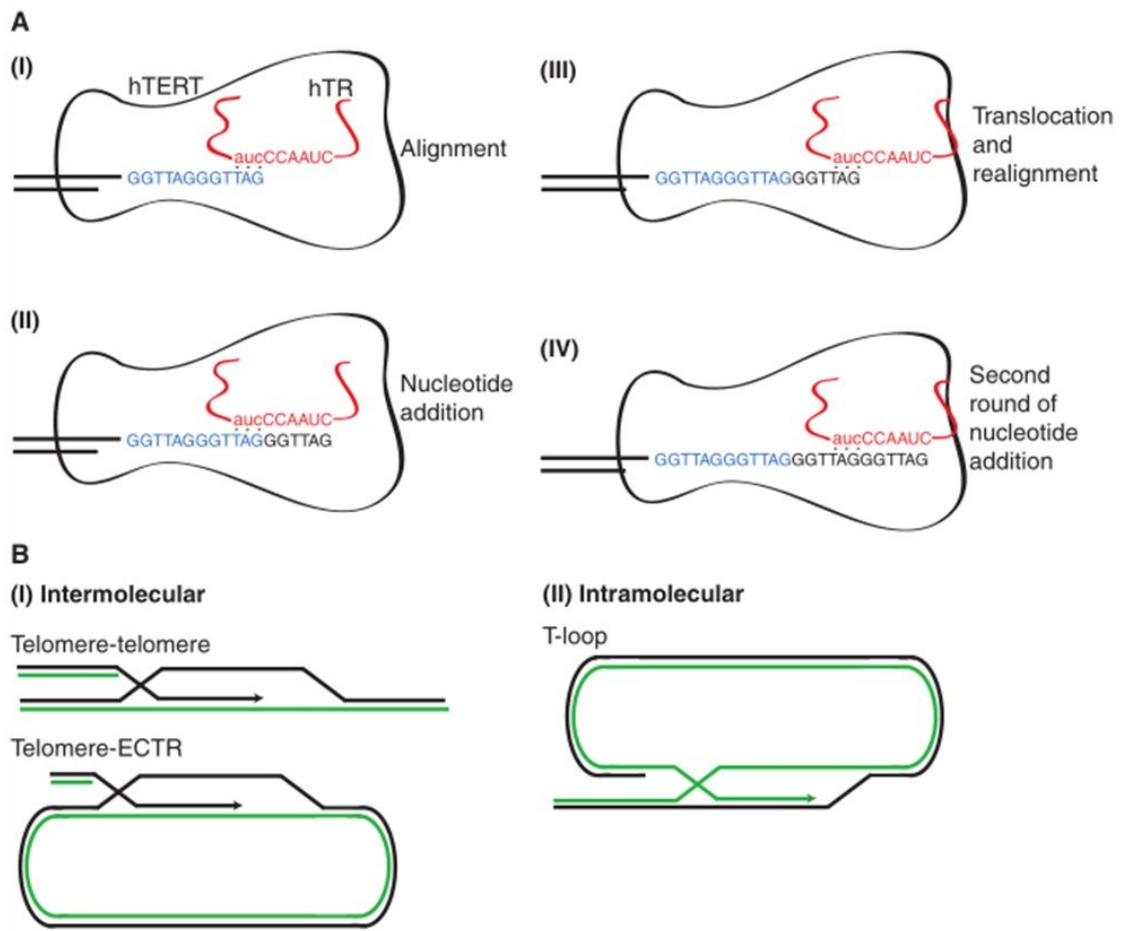 A
(I)
hTERT
hTR
aucCCAAUC
GGTTAGGGTTAG
Alignment
(II)
aucCCAAUC
GGTTAGGGTTAGGGTTAG
Nucleotide
addition
(III)
aucCCAAUC
GGTTAGGGTTAGGGTTAG
Translocation
and
realignment
(IV)
aucCCAAUC
GGTTAGGGTTAGGGTTAGGGTTAG
Second
round of
nucleotide
addition
B
(I) Intermolecular
Telomere-telomere
Telomere-ECTR
(II) Intramolecular
T-loop